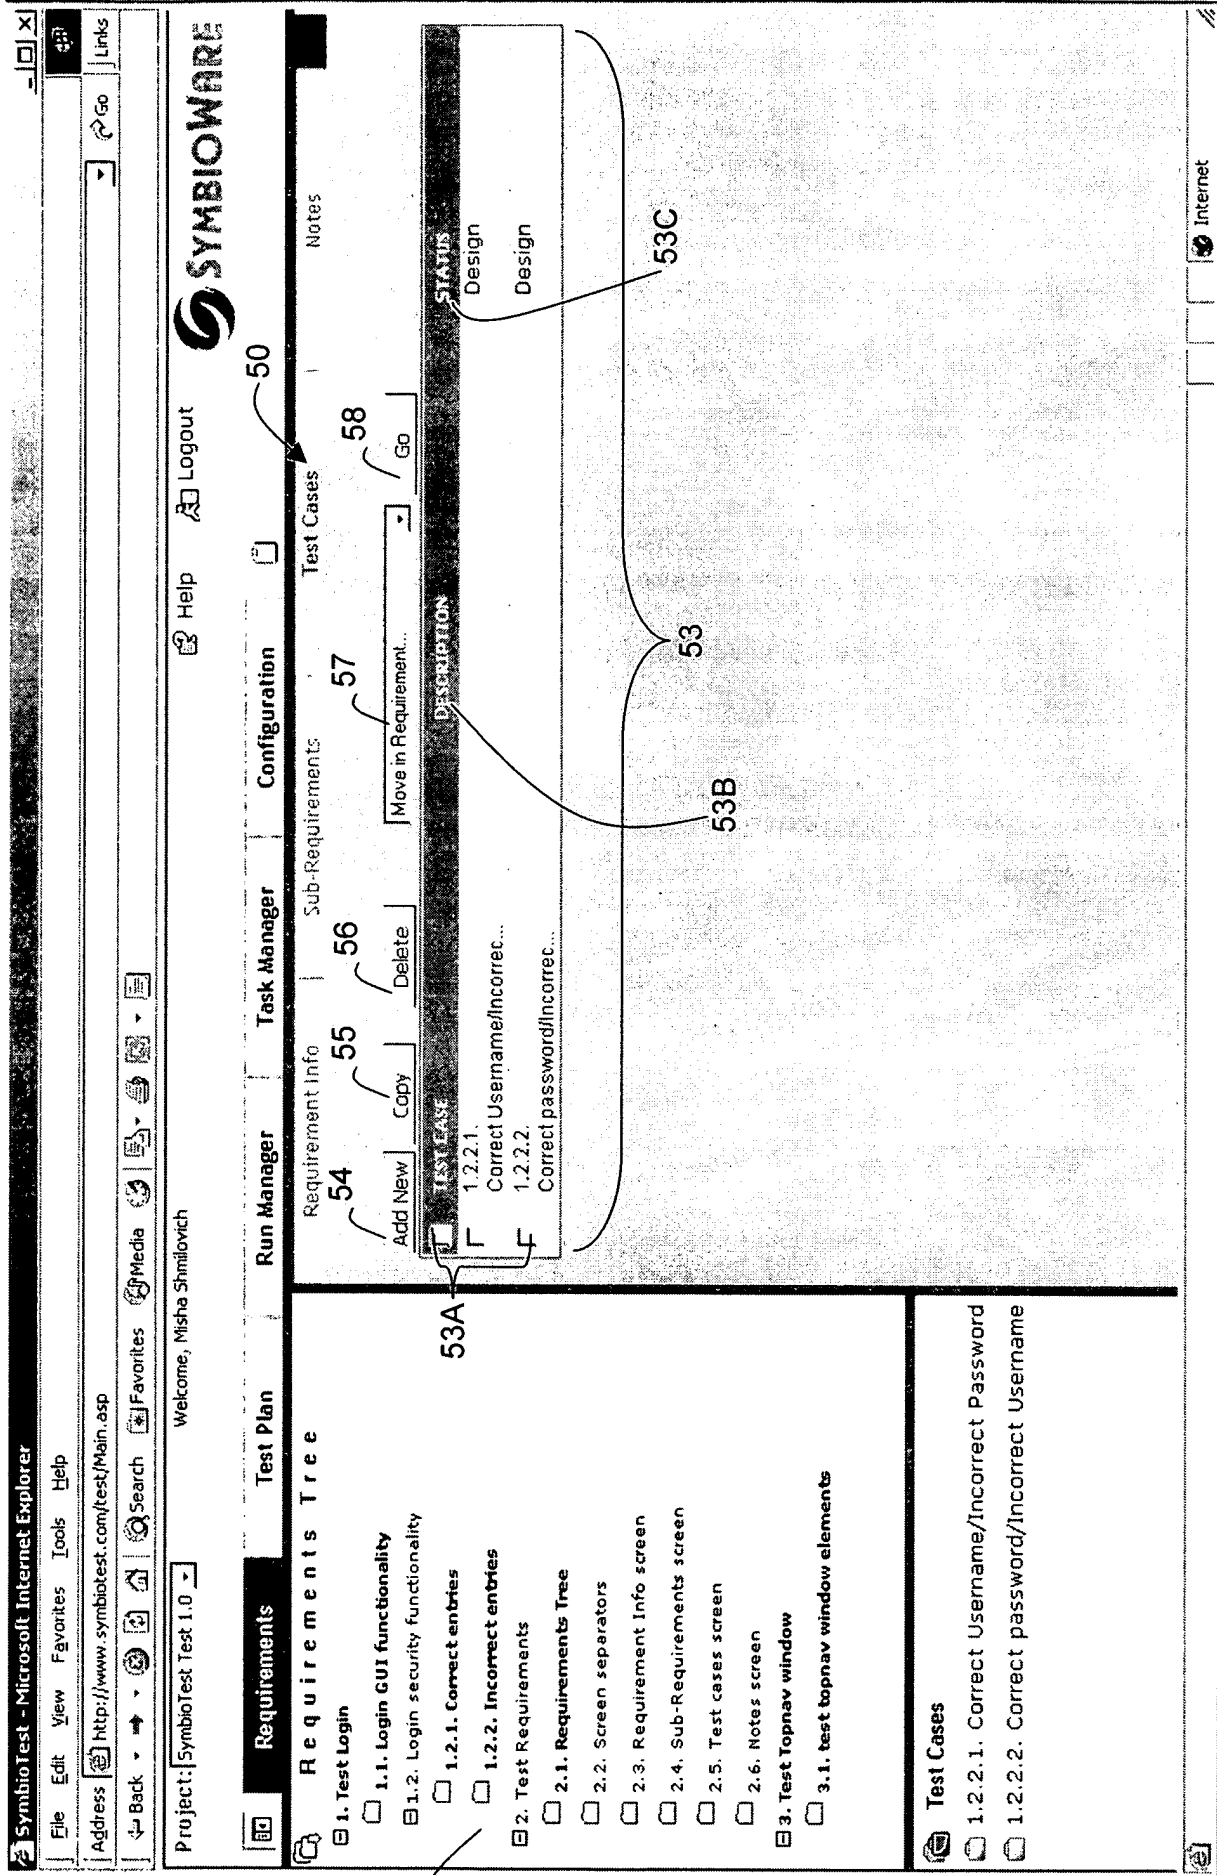 SymbioTest - Microsoft Internet Explorer
File Edit View Favorites Tools Help
Address http://www.symbiotest.com/test/Main.asp Go Links
Back Search Favorites Media
Project: SymbioTest Test 1.0 Welcome, Misha Shmilovich Help Logout SYMBIOWARE
Requirements Test Plan Run Manager Task Manager Configuration
50
Requirements Tree
1. Test Login
1.1. Login GUI functionality
1.2. Login security functionality
1.2.1. Correct entries
1.2.2. Incorrect entries
2. Test Requirements
2.1. Requirements Tree
2.2. Screen separators
2.3. Requirement Info screen
2.4. Sub-Requirements screen
2.5. Test cases screen
2.6. Notes screen
3. Test Topnav window
3.1. test topnav window elements
Requirement Info Sub-Requirements Test Cases Notes
54 55 56 57 58
Add New Copy Delete Move in Requirement... Go
TEST CASE DESCRIPTION STATUS
1.2.2.1. Design
Correct Username/Incorrec...
1.2.2.2. Design
Correct password/Incorrec...
53A
53B
53C
53
Test Cases
1.2.2.1. Correct Username/Incorrect Password
1.2.2.2. Correct password/Incorrect Username
Internet